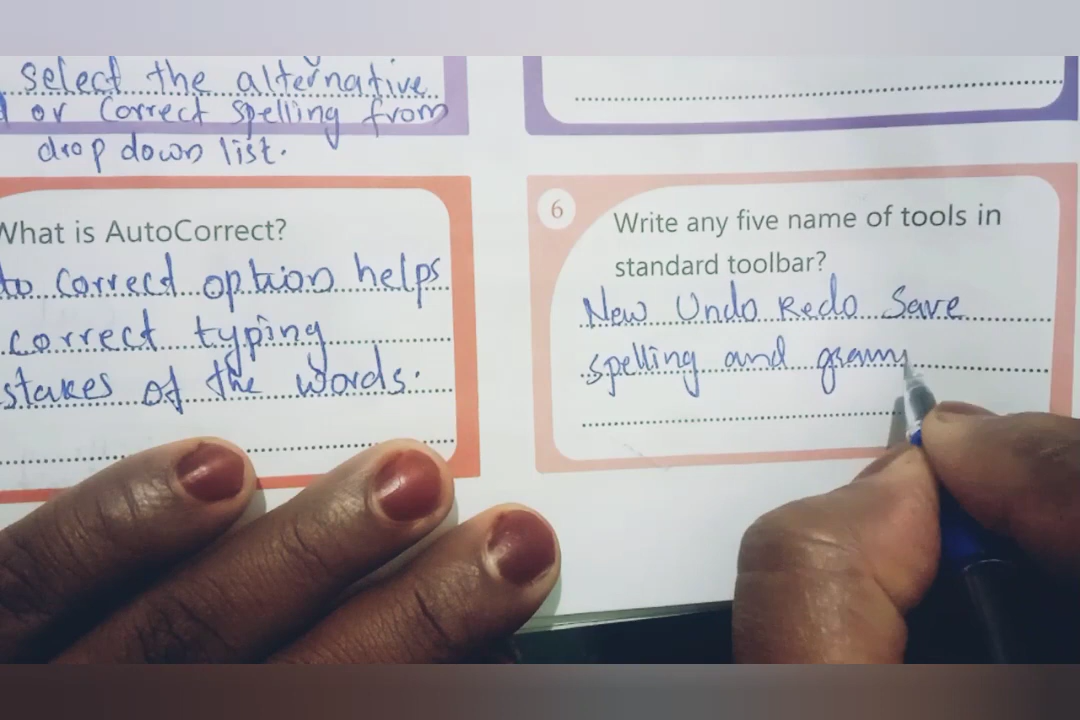 select the alternative
or correct spelling from
drop down list.
What is AutoCorrect?
to correct option helps
correct typing
stakes of the words.
6
Write any five name of tools in
standard toolbar?
New Undo Redo Save
spelling and gramm